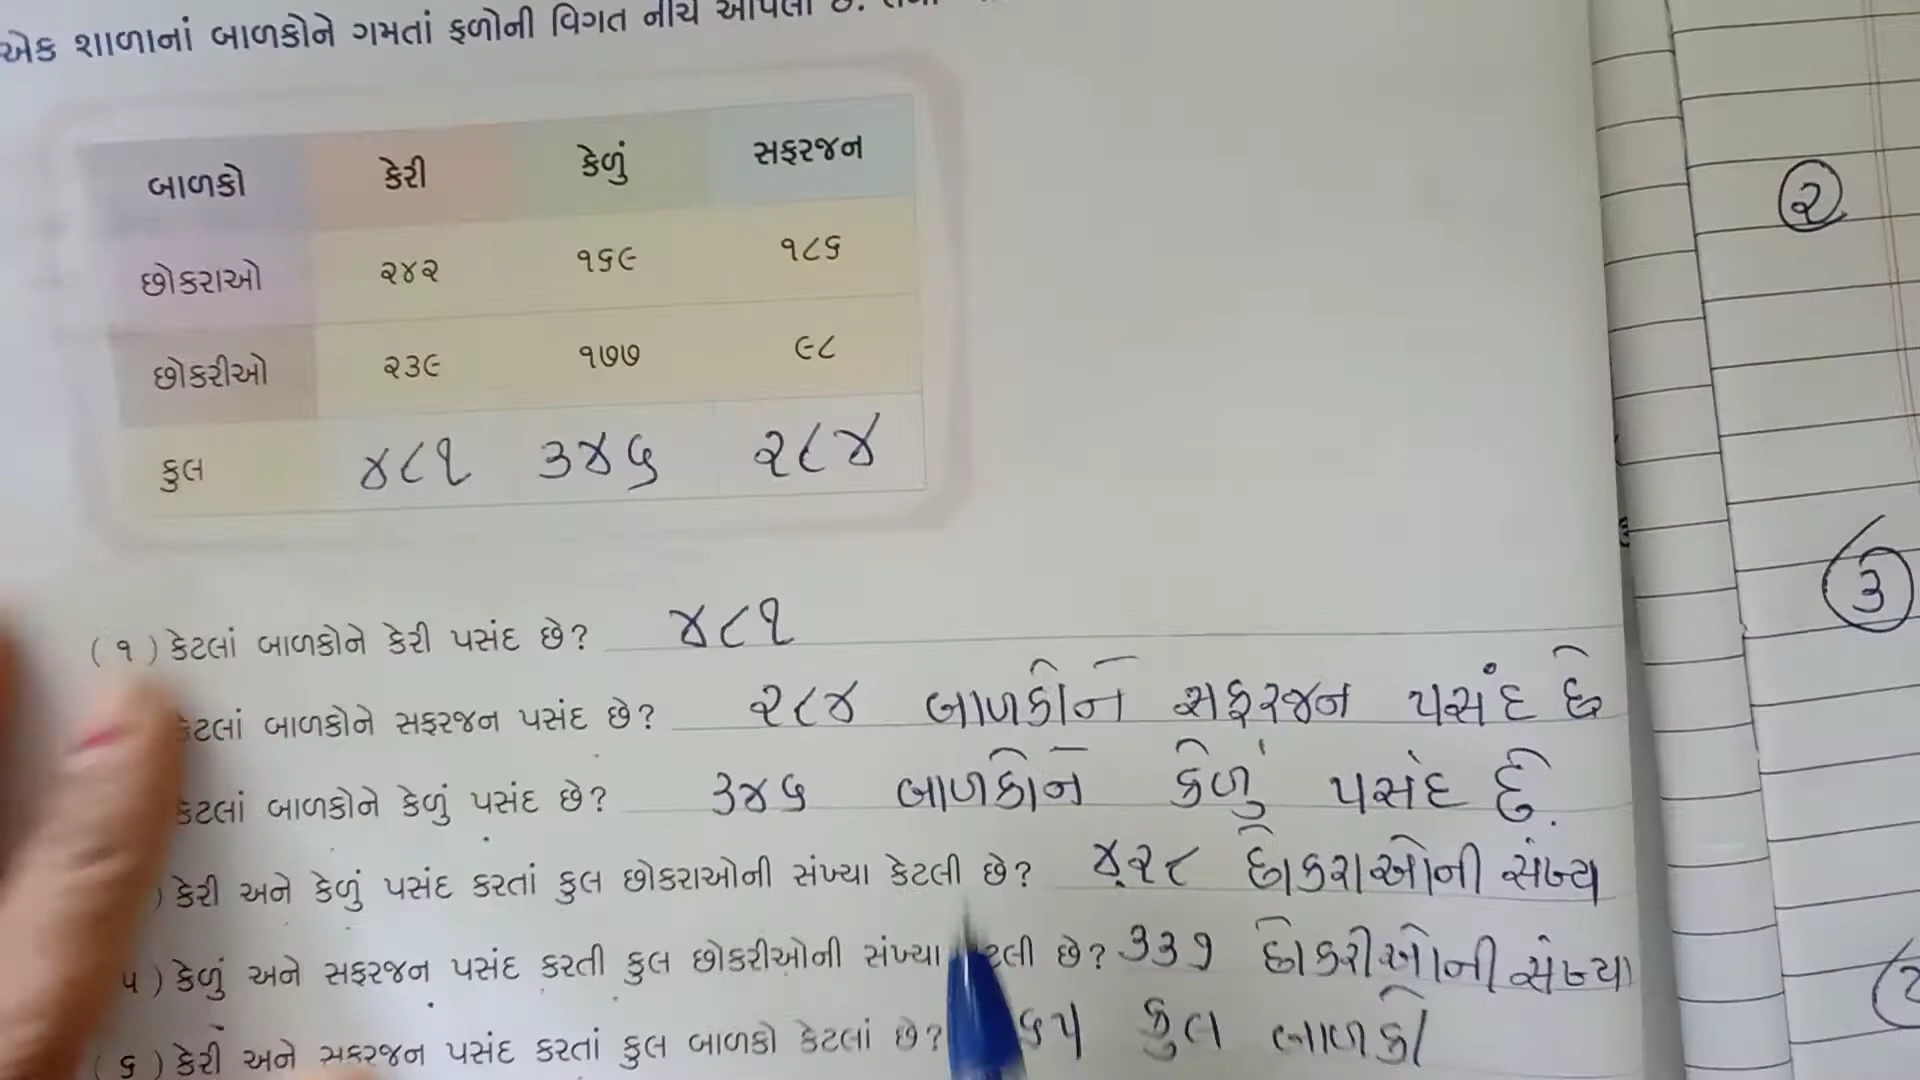 એક શાળાનાં બાળકોને ગમતાં ફળોની વિગત નીચે આપેલી છે.
બાળકો કેરી કેળું સફરજન
છોકરાઓ ૨૪૨ ૧૬૯ ૧૮૬
છોકરીઓ ૨૩૯ ૧૭૭ ૯૮
કુલ ૪૮૧ ૩૪૬ ૨૮૪
(૧) કેટલાં બાળકોને કેરી પસંદ છે? ૪૮૧
કેટલાં બાળકોને સફરજન પસંદ છે? ૨૮૪ બાળકોને સફરજન પસંદ છે
કેટલાં બાળકોને કેળું પસંદ છે? ૩૪૬ બાળકોને કેળું પસંદ છે.
) કેરી અને કેળું પસંદ કરતાં કુલ છોકરાઓની સંખ્યા કેટલી છે? ૪૨૮ છોકરાઓની સંખ્ય
૫) કેળું અને સફરજન પસંદ કરતી કુલ છોકરીઓની સંખ્યા ટલી છે? ૩૩૭ છોકરીઓની સંખ્યા
(૬) કેરી અને સફરજન પસંદ કરતાં કુલ બાળકો કેટલાં છે? ૬૫ કુલ બાળકો
૨
૩